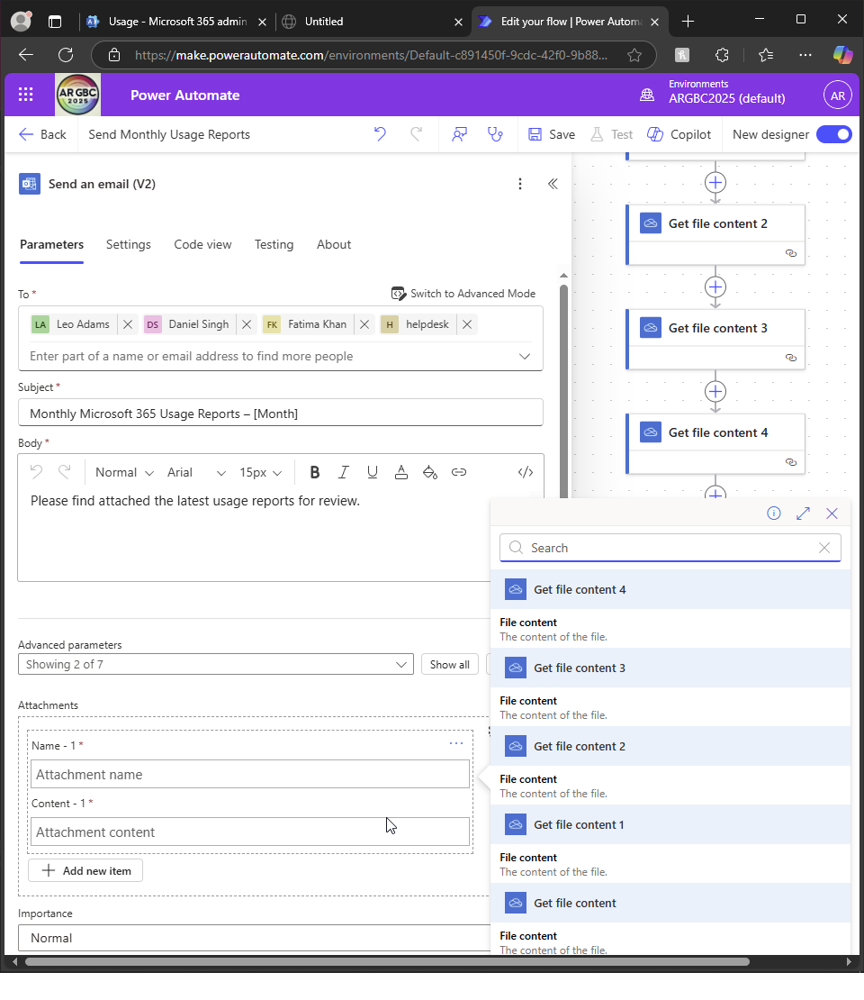 Usage - Microsoft 365 admin
Untitled
Edit your flow | Power Automa
https://make.powerautomate.com/environments/Default-c891450f-9cdc-42f0-9b88...
AR GBC
2025
Power Automate
Environments
ARGBC2025 (default)
AR
Back
Send Monthly Usage Reports
Save
Test
Copilot
New designer
Send an email (V2)
Parameters
Settings
Code view
Testing
About
To *
Switch to Advanced Mode
LA Leo Adams
DS Daniel Singh
FK Fatima Khan
H helpdesk
Enter part of a name or email address to find more people
Subject *
Monthly Microsoft 365 Usage Reports – [Month]
Body *
Normal
Arial
15px
B I U A
</>
Please find attached the latest usage reports for review.
Advanced parameters
Showing 2 of 7
Show all
Attachments
Name - 1 *
Attachment name
Content - 1 *
Attachment content
Add new item
Importance
Normal
Get file content 2
Get file content 3
Get file content 4
Search
Get file content 4
File content
The content of the file.
Get file content 3
File content
The content of the file.
Get file content 2
File content
The content of the file.
Get file content 1
File content
The content of the file.
Get file content
File content
The content of the file.